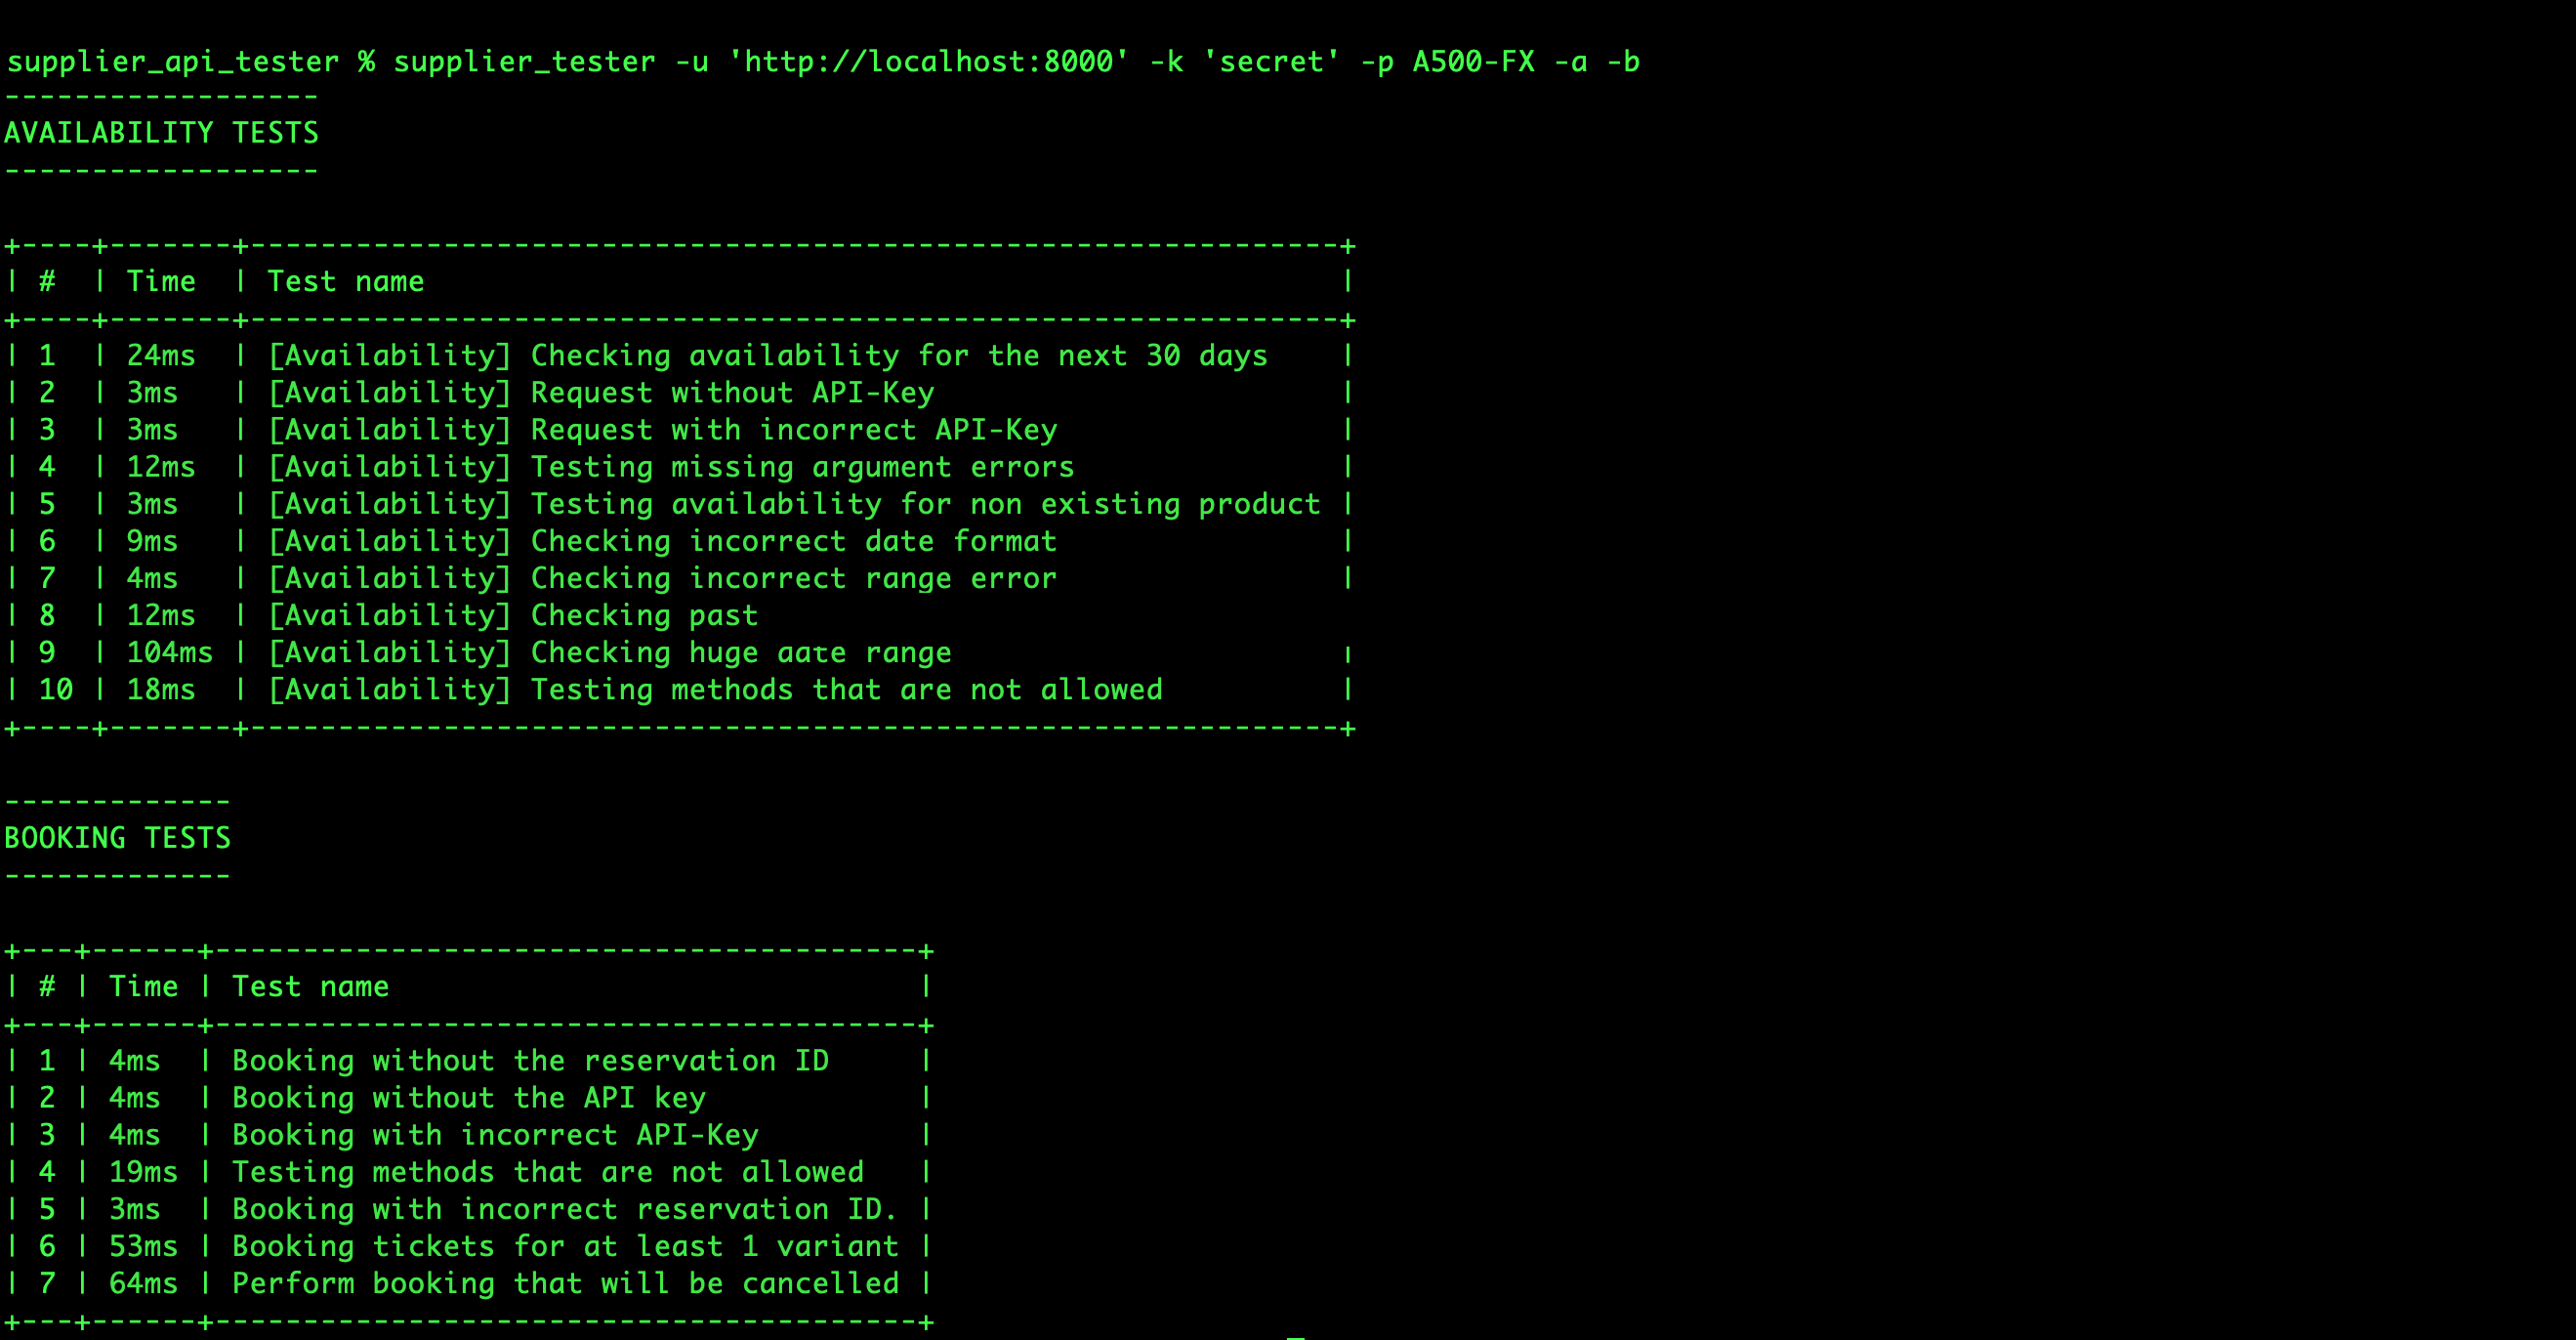 supplier_api_tester % supplier_tester -u 'http://localhost:8000' -k 'secret' -p A500-FX -a -b
------------------
AVAILABILITY TESTS
------------------
+----+-------+--------------------------------------------------------------+
| #  | Time  | Test name                                                    |
+----+-------+--------------------------------------------------------------+
| 1  | 24ms  | [Availability] Checking availability for the next 30 days    |
| 2  | 3ms   | [Availability] Request without API-Key                       |
| 3  | 3ms   | [Availability] Request with incorrect API-Key                |
| 4  | 12ms  | [Availability] Testing missing argument errors               |
| 5  | 3ms   | [Availability] Testing availability for non existing product |
| 6  | 9ms   | [Availability] Checking incorrect date format                |
| 7  | 4ms   | [Availability] Checking incorrect range error                |
| 8  | 12ms  | [Availability] Checking past
| 9  | 104ms | [Availability] Checking huge date range                      |
| 10 | 18ms  | [Availability] Testing methods that are not allowed          |
+----+-------+--------------------------------------------------------------+
-------------
BOOKING TESTS
-------------
+---+------+----------------------------------------+
| # | Time | Test name                              |
+---+------+----------------------------------------+
| 1 | 4ms  | Booking without the reservation ID     |
| 2 | 4ms  | Booking without the API key            |
| 3 | 4ms  | Booking with incorrect API-Key         |
| 4 | 19ms | Testing methods that are not allowed   |
| 5 | 3ms  | Booking with incorrect reservation ID. |
| 6 | 53ms | Booking tickets for at least 1 variant |
| 7 | 64ms | Perform booking that will be cancelled |
+---+------+----------------------------------------+